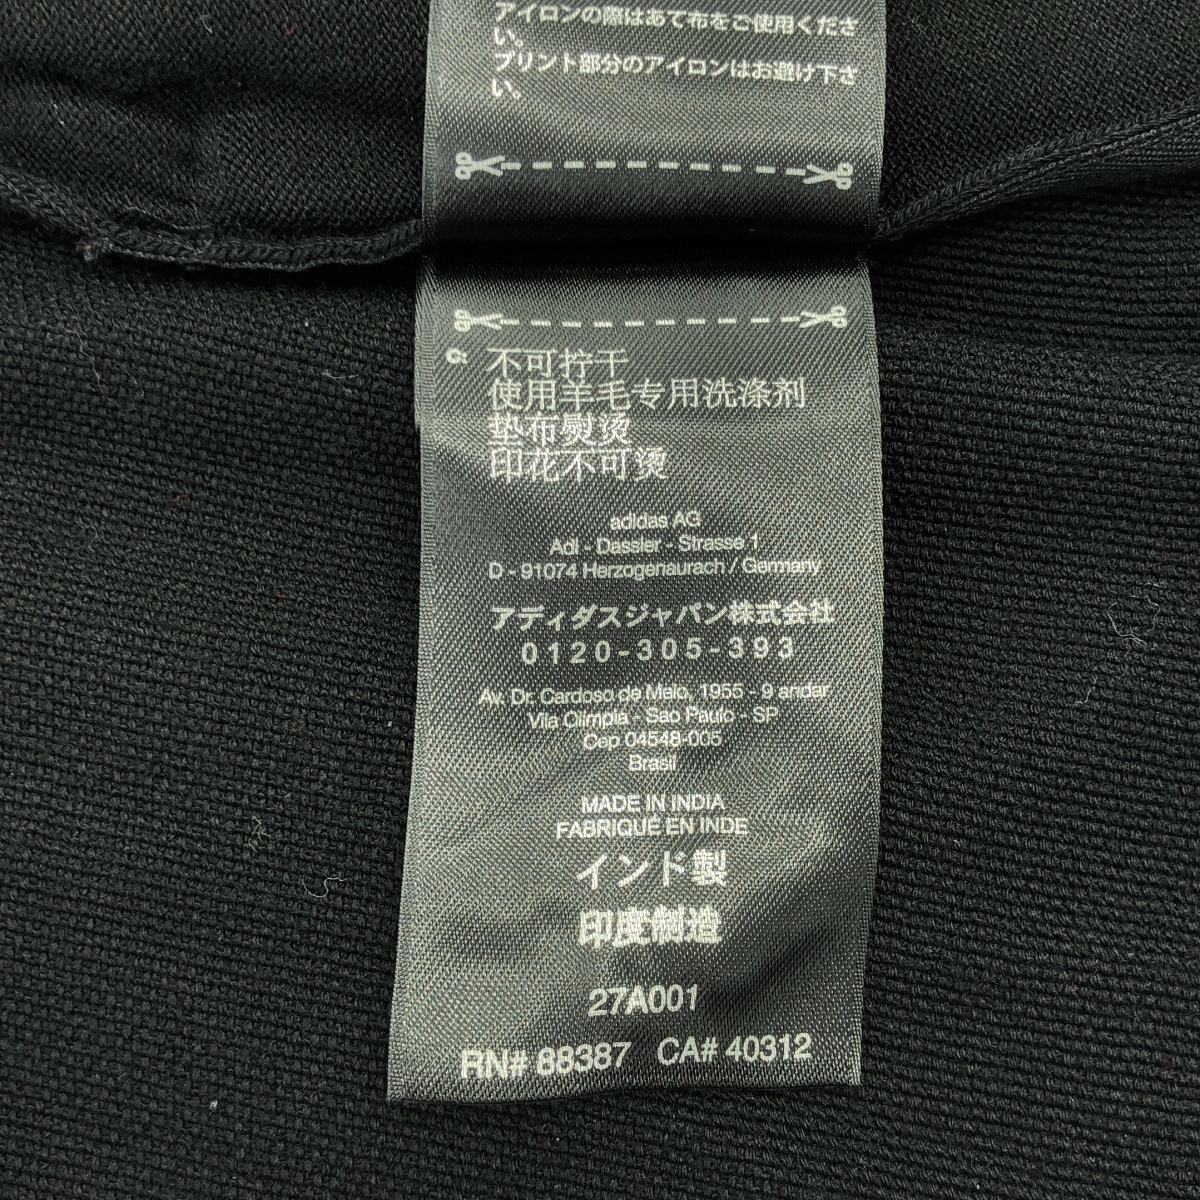 アイロンの際はあて布をご使用くださ
い。
プリント部分のアイロンはお避け下さ
い。
G:
不可拧干
使用羊毛专用洗涤剂
垫布熨烫
印花不可烫
adidas AG
Adi - Dassler - Strasse 1
D - 91074 Herzogenaurach / Germany
アディダスジャパン株式会社
0120-305-393
Av. Dr. Cardoso de Melo, 1955 - 9 andar
Vila Olimpia - Sao Paulo - SP
Cep 04548-005
Brasil
MADE IN INDIA
FABRIQUÉ EN INDE
インド製
印度制造
27A001
RN# 88387 CA# 40312